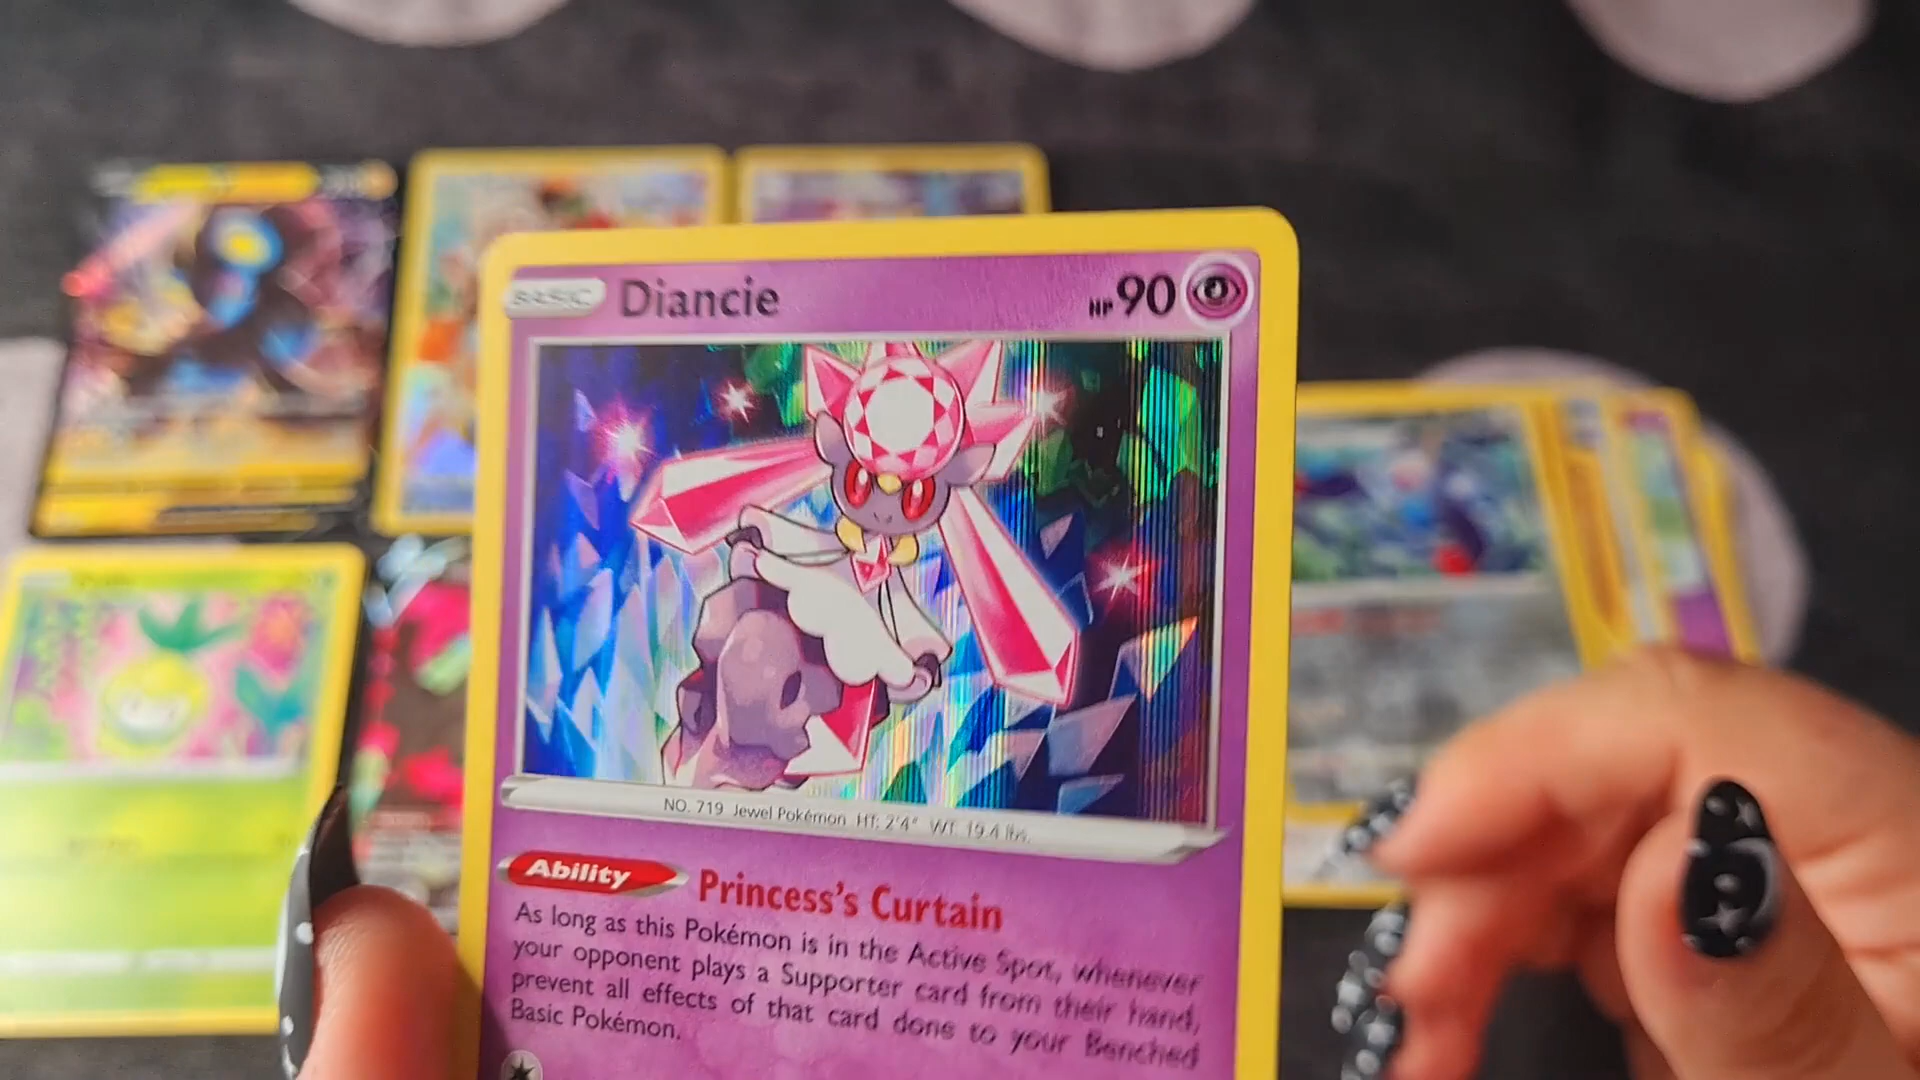 BASIC Diancie HP 90
NO. 719 Jewel Pokémon HT: 2'4" WT: 19.4 lbs.
Ability Princess's Curtain
As long as this Pokémon is in the Active Spot, whenever
your opponent plays a Supporter card from their hand,
prevent all effects of that card done to your Benched
Basic Pokémon.